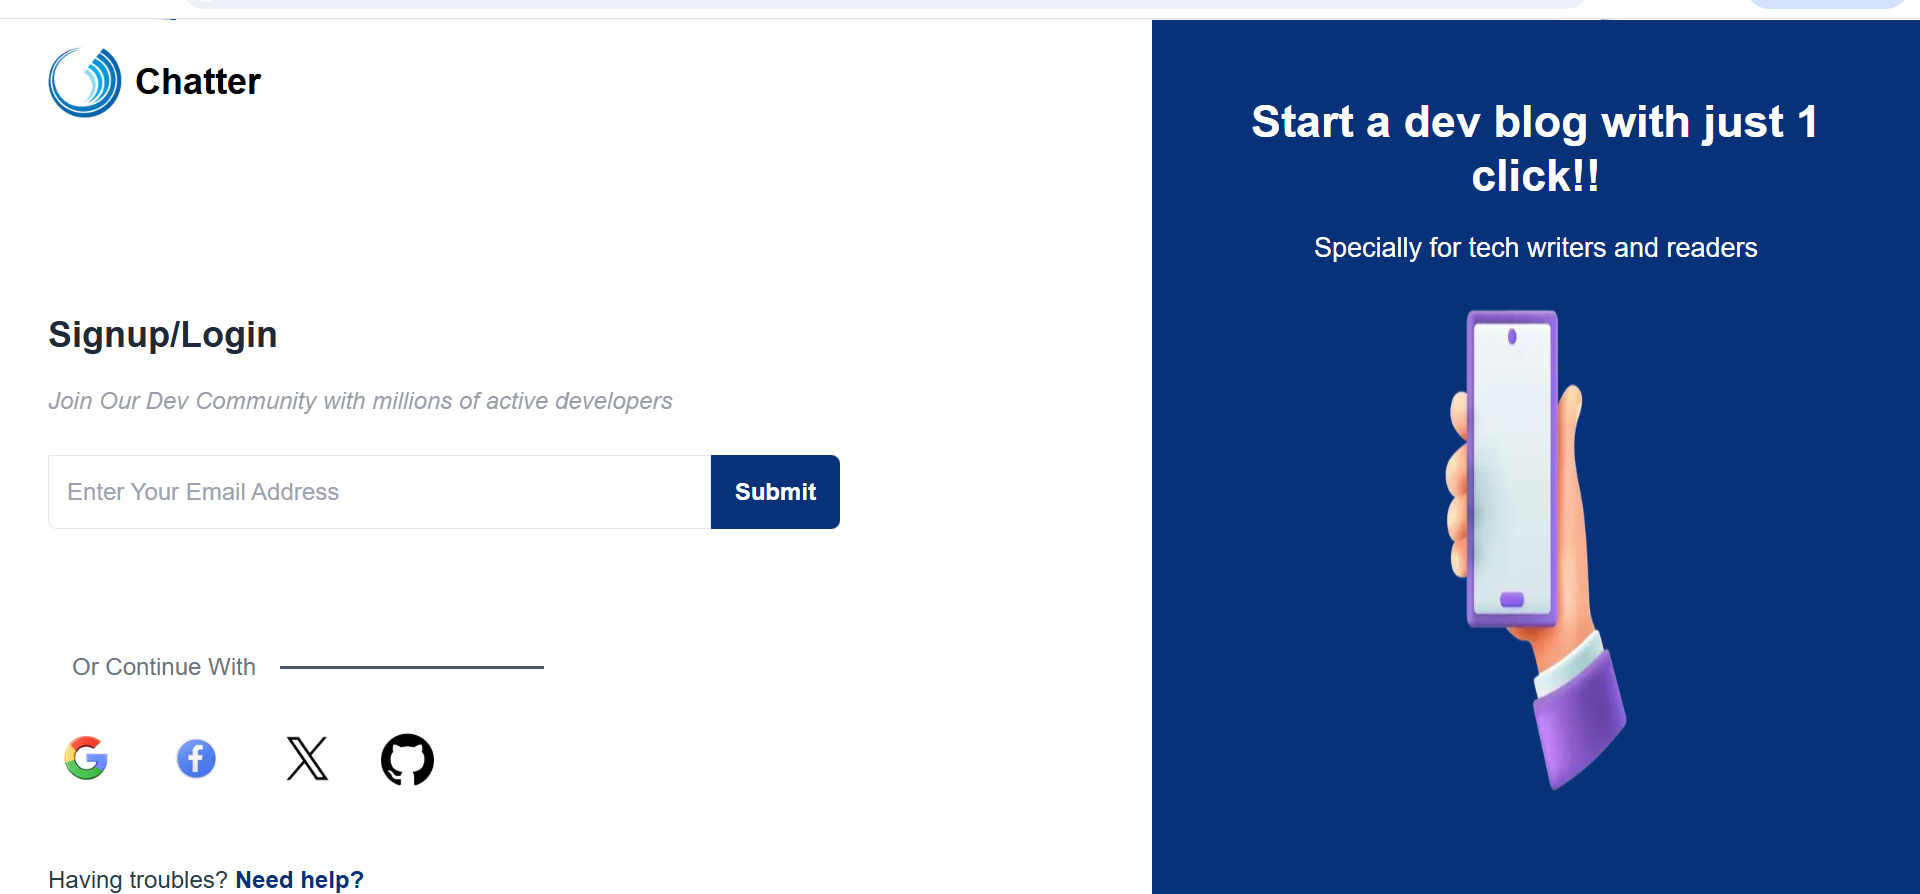 Chatter
Signup/Login
Join Our Dev Community with millions of active developers
Enter Your Email Address
Submit
Or Continue With
Having troubles? Need help?
Start a dev blog with just 1
click!!
Specially for tech writers and readers